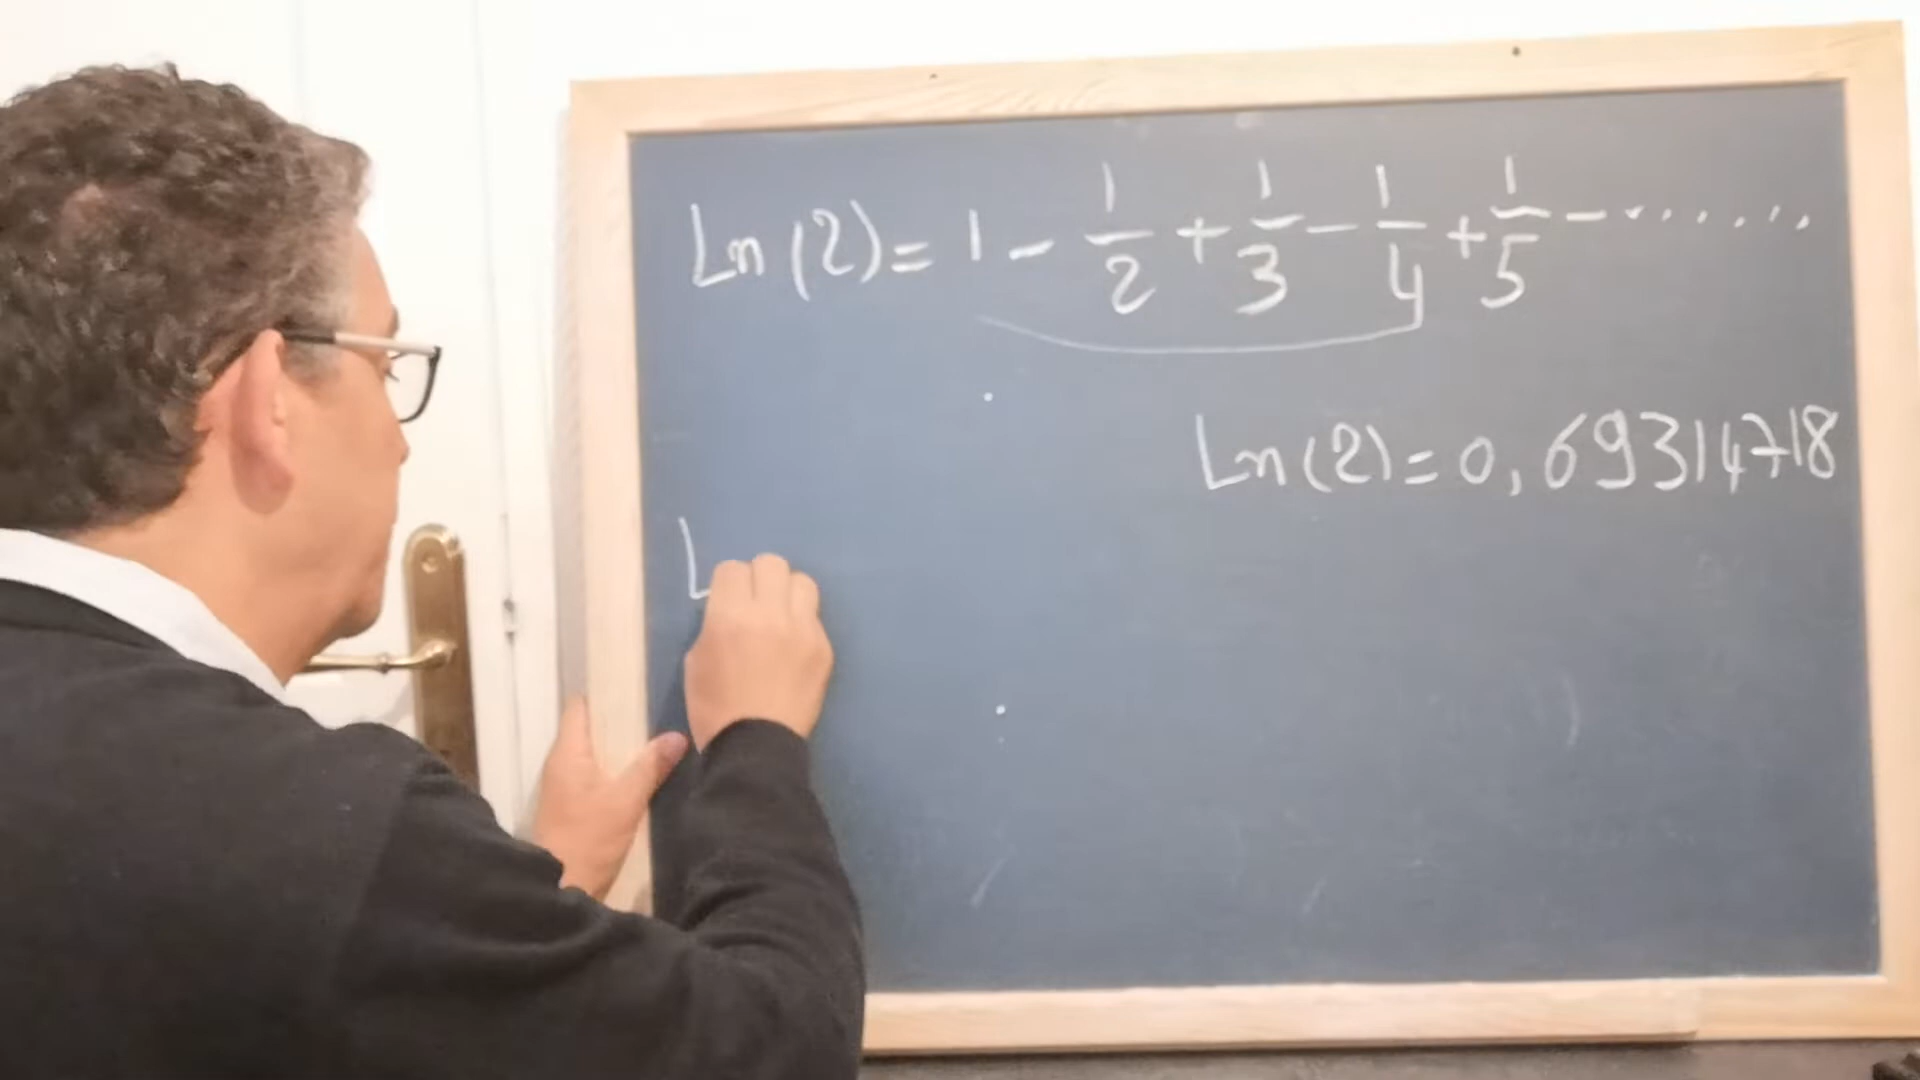 Ln(2) = 1 - 1/2 + 1/3 - 1/4 + 1/5 - .......
Ln(2) = 0,69314718
L